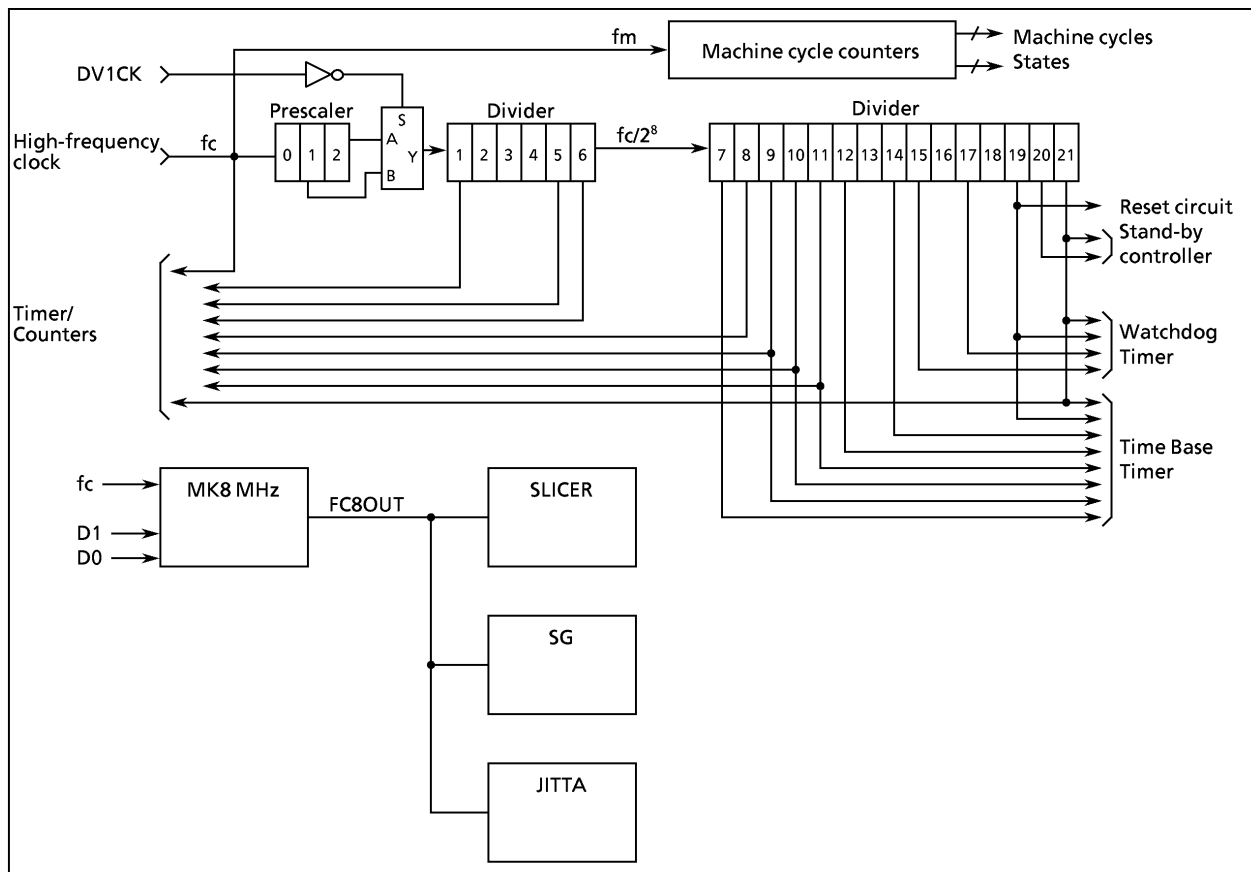 fm
Machine cycle counters
Machine cycles
States
DV1CK
Prescaler
S
A
Y
B
Divider
Divider
High-frequency
clock
fc
0 1 2
1 2 3 4 5 6
fc/2⁸
7 8 9 10 11 12 13 14 15 16 17 18 19 20 21
Reset circuit
Stand-by
controller
Timer/
Counters
Watchdog
Timer
Time Base
Timer
fc
D1
D0
MK8 MHz
FC8OUT
SLICER
SG
JITTA